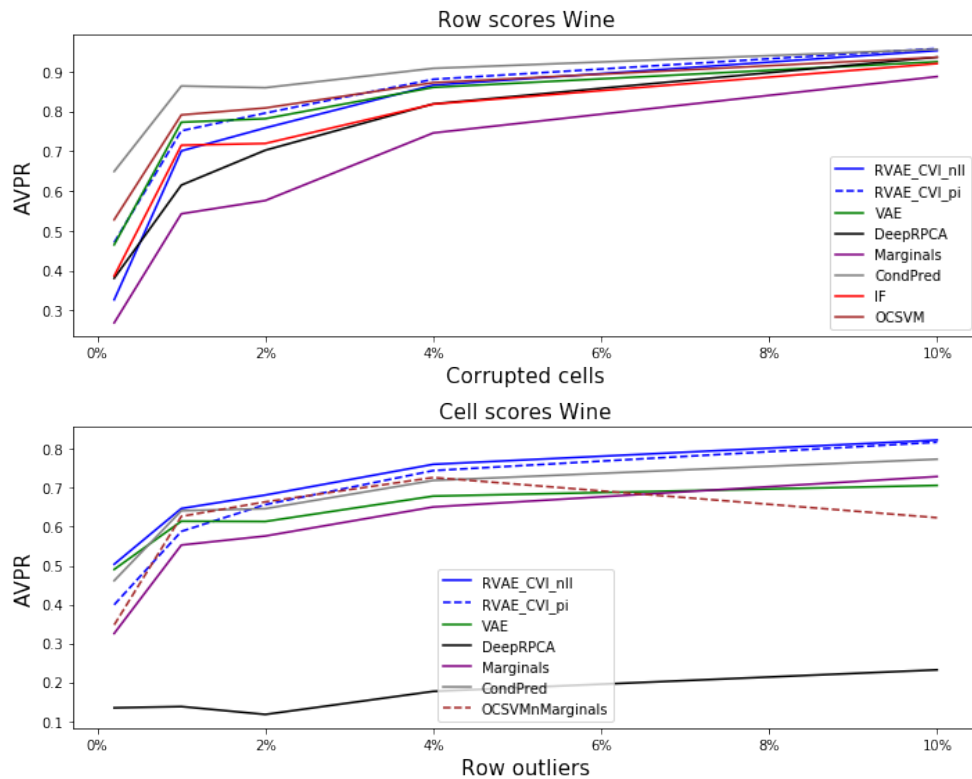 Row scores Wine
AVPR
0.9
0.8
0.7
0.6
0.5
0.4
0.3
RVAE_CVI_nll
RVAE_CVI_pi
VAE
DeepRPCA
Marginals
CondPred
IF
OCSVM
0% 2% 4% 6% 8% 10%
Corrupted cells
Cell scores Wine
AVPR
0.8
0.7
0.6
0.5
0.4
0.3
0.2
0.1
RVAE_CVI_nll
RVAE_CVI_pi
VAE
DeepRPCA
Marginals
CondPred
OCSVMnMarginals
0% 2% 4% 6% 8% 10%
Row outliers